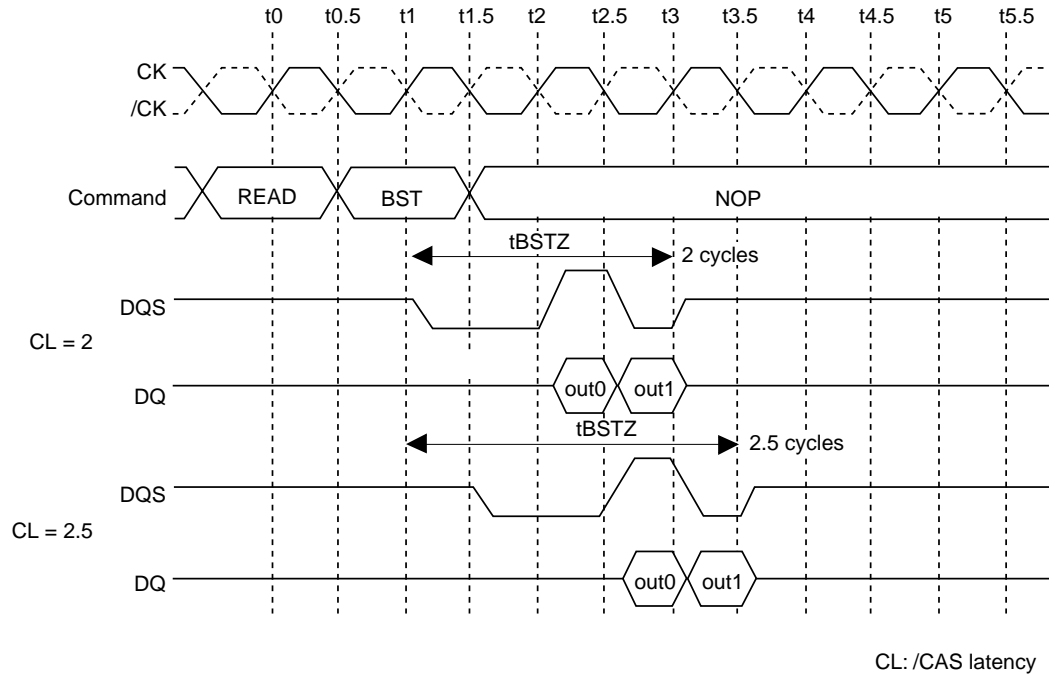 t0 t0.5 t1 t1.5 t2 t2.5 t3 t3.5 t4 t4.5 t5 t5.5
CK
/CK
Command READ BST NOP
tBSTZ 2 cycles
DQS
CL = 2
DQ out0 out1
tBSTZ 2.5 cycles
DQS
CL = 2.5
DQ out0 out1
CL: /CAS latency